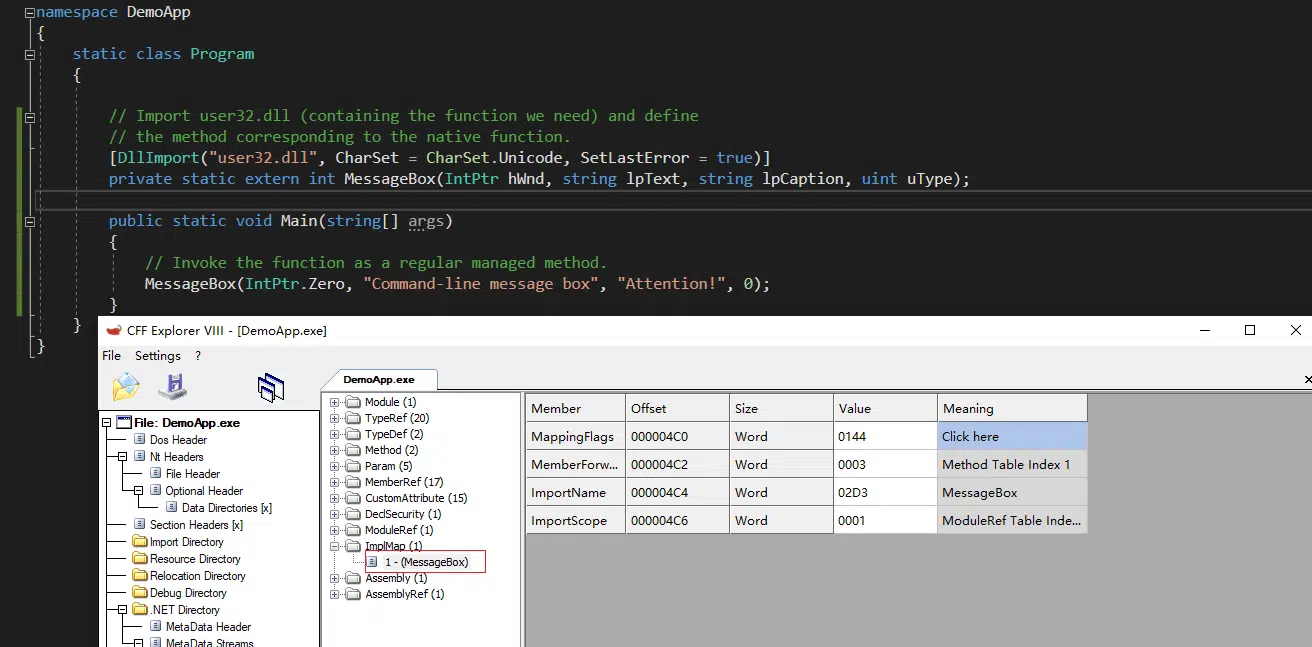 namespace DemoApp
{
static class Program
{
// Import user32.dll (containing the function we need) and define
// the method corresponding to the native function.
[DllImport("user32.dll", CharSet = CharSet.Unicode, SetLastError = true)]
private static extern int MessageBox(IntPtr hWnd, string lpText, string lpCaption, uint uType);
public static void Main(string[] args)
{
// Invoke the function as a regular managed method.
MessageBox(IntPtr.Zero, "Command-line message box", "Attention!", 0);
}
}
}
CFF Explorer VIII - [DemoApp.exe]
File Settings ?
DemoApp.exe
File: DemoApp.exe
Dos Header
Nt Headers
File Header
Optional Header
Data Directories [x]
Section Headers [x]
Import Directory
Resource Directory
Relocation Directory
Debug Directory
.NET Directory
MetaData Header
MetaData Streams
Module (1)
TypeRef (20)
TypeDef (2)
Method (2)
Param (5)
MemberRef (17)
CustomAttribute (15)
DeclSecurity (1)
ModuleRef (1)
ImplMap (1)
1 - (MessageBox)
Assembly (1)
AssemblyRef (1)
Member Offset Size Value Meaning
MappingFlags 000004C0 Word 0144 Click here
MemberForw... 000004C2 Word 0003 Method Table Index 1
ImportName 000004C4 Word 02D3 MessageBox
ImportScope 000004C6 Word 0001 ModuleRef Table Inde...